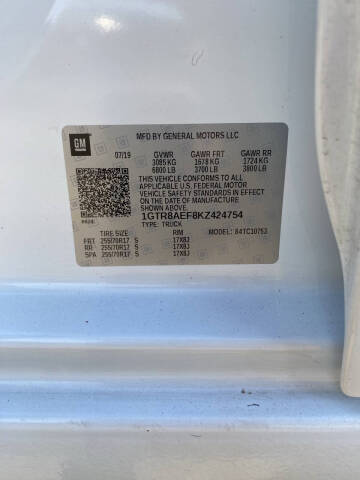 GM
MFD BY GENERAL MOTORS LLC
07/19 GVWR GAWR FRT GAWR RR
3085 KG 1678 KG 1724 KG
6800 LB 3700 LB 3800 LB
THIS VEHICLE CONFORMS TO ALL
APPLICABLE U.S. FEDERAL MOTOR
VEHICLE SAFETY STANDARDS IN EFFECT
ON THE DATE OF MANUFACTURE
SHOWN ABOVE.
1GTR8AEF8KZ424754
TYPE: TRUCK
TIRE SIZE RIM MODEL: 84TC10753
FRT 255/70R17 S 17X8J
RR 255/70R17 S 17X8J
SPA 255/70R17 S 17X8J